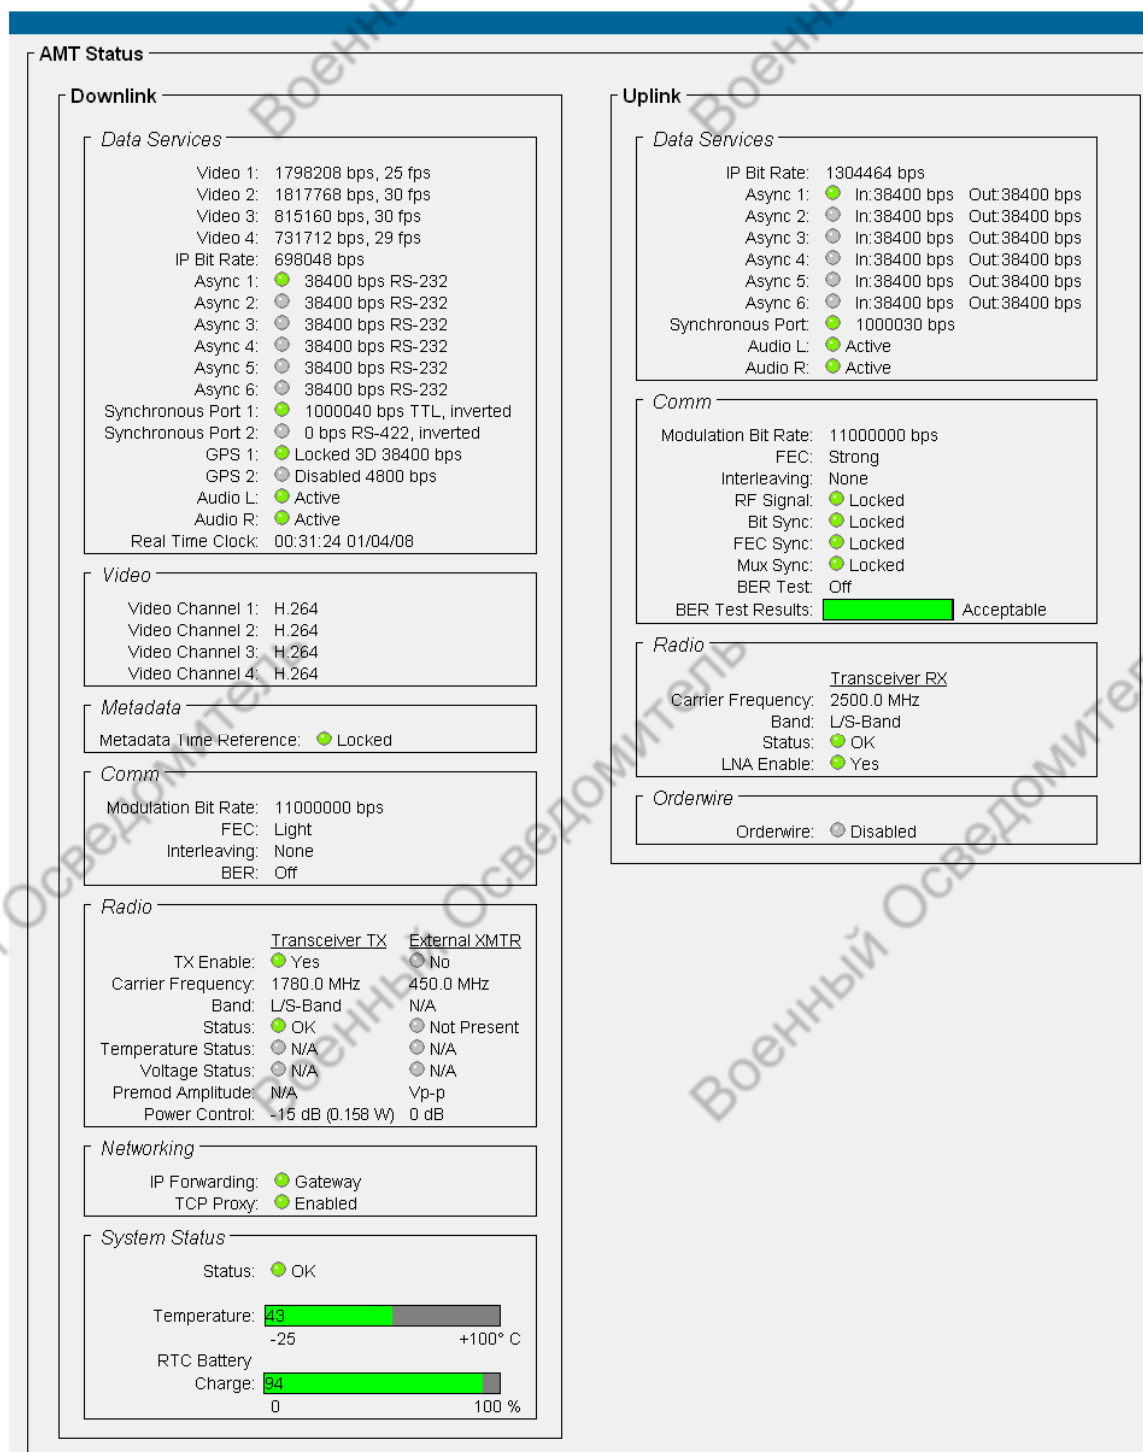 AMT Status
Downlink
Data Services
Video 1: 1798208 bps, 25 fps
Video 2: 1817768 bps, 30 fps
Video 3: 815160 bps, 30 fps
Video 4: 731712 bps, 29 fps
IP Bit Rate: 698048 bps
Async 1: 38400 bps RS-232
Async 2: 38400 bps RS-232
Async 3: 38400 bps RS-232
Async 4: 38400 bps RS-232
Async 5: 38400 bps RS-232
Async 6: 38400 bps RS-232
Synchronous Port 1: 1000040 bps TTL, inverted
Synchronous Port 2: 0 bps RS-422, inverted
GPS 1: Locked 3D 38400 bps
GPS 2: Disabled 4800 bps
Audio L: Active
Audio R: Active
Real Time Clock: 00:31:24 01/04/08
Video
Video Channel 1: H.264
Video Channel 2: H.264
Video Channel 3: H.264
Video Channel 4: H.264
Metadata
Metadata Time Reference: Locked
Comm
Modulation Bit Rate: 11000000 bps
FEC: Light
Interleaving: None
BER: Off
Radio
Transceiver TX External XMTR
TX Enable: Yes No
Carrier Frequency: 1780.0 MHz 450.0 MHz
Band: L/S-Band N/A
Status: OK Not Present
Temperature Status: N/A N/A
Voltage Status: N/A N/A
Premod Amplitude: N/A Vp-p
Power Control: -15 dB (0.158 W) 0 dB
Networking
IP Forwarding: Gateway
TCP Proxy: Enabled
System Status
Status: OK
Temperature: 43
-25 +100° C
RTC Battery
Charge: 94
0 100 %
Uplink
Data Services
IP Bit Rate: 1304464 bps
Async 1: In:38400 bps Out:38400 bps
Async 2: In:38400 bps Out:38400 bps
Async 3: In:38400 bps Out:38400 bps
Async 4: In:38400 bps Out:38400 bps
Async 5: In:38400 bps Out:38400 bps
Async 6: In:38400 bps Out:38400 bps
Synchronous Port: 1000030 bps
Audio L: Active
Audio R: Active
Comm
Modulation Bit Rate: 11000000 bps
FEC: Strong
Interleaving: None
RF Signal: Locked
Bit Sync: Locked
FEC Sync: Locked
Mux Sync: Locked
BER Test: Off
BER Test Results: Acceptable
Radio
Transceiver RX
Carrier Frequency: 2500.0 MHz
Band: L/S-Band
Status: OK
LNA Enable: Yes
Orderwire
Orderwire: Disabled
Военный Осведомитель